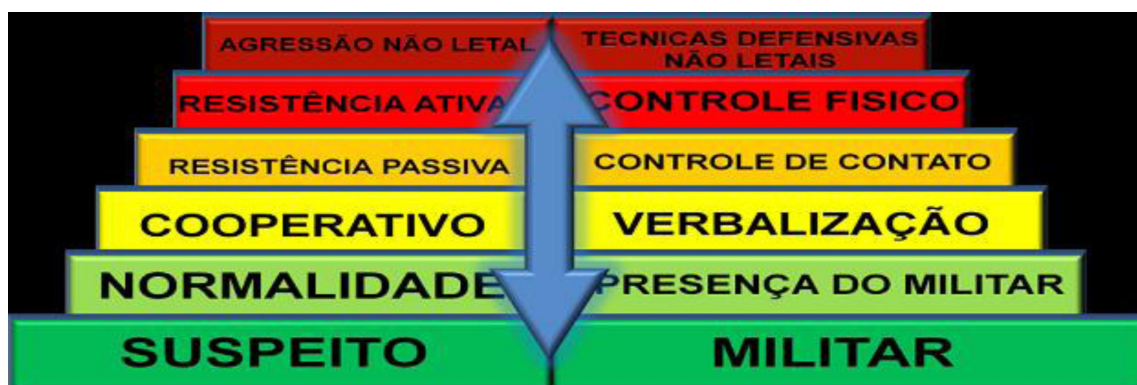 AGRESSÃO NÃO LETAL
TECNICAS DEFENSIVAS
NÃO LETAIS
RESISTÊNCIA ATIVA
CONTROLE FISICO
RESISTÊNCIA PASSIVA
CONTROLE DE CONTATO
COOPERATIVO
VERBALIZAÇÃO
NORMALIDADE
PRESENÇA DO MILITAR
SUSPEITO
MILITAR